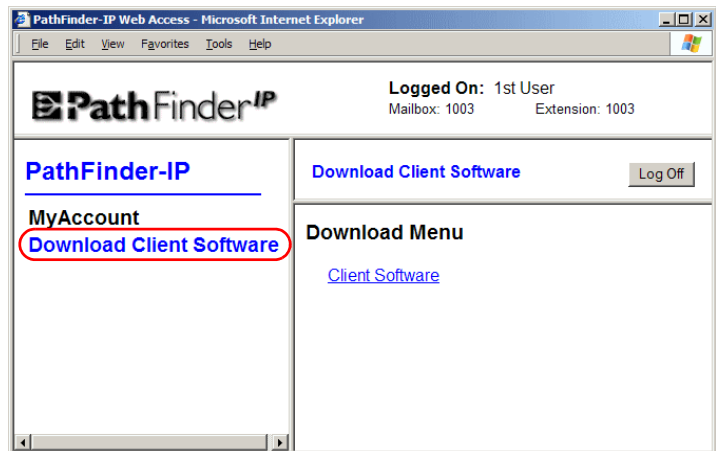 PathFinder-IP Web Access - Microsoft Internet Explorer
File Edit View Favorites Tools Help
PathFinder IP
Logged On: 1st User
Mailbox: 1003 Extension: 1003
PathFinder-IP
MyAccount
Download Client Software
Download Client Software
Log Off
Download Menu
Client Software